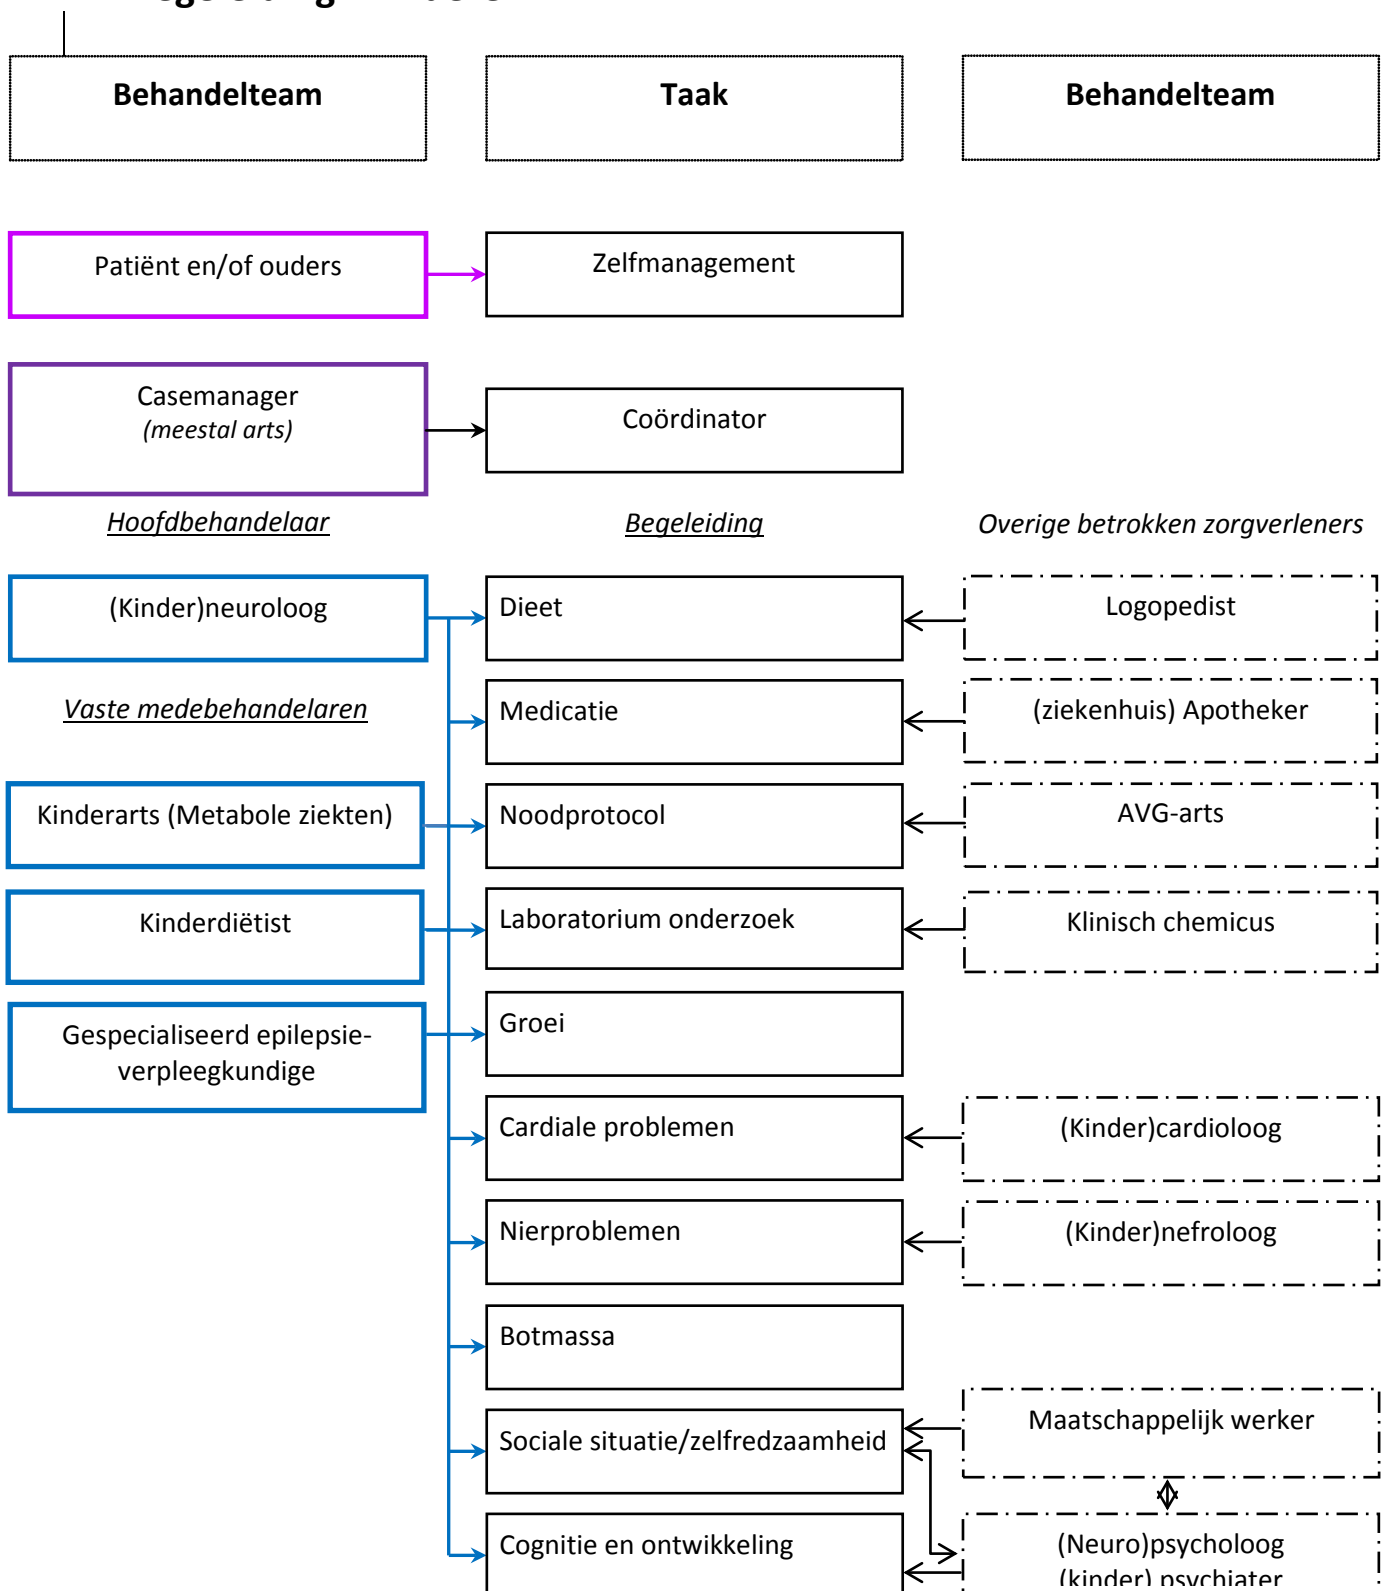 Behandelteam
Taak
Behandelteam
Patiënt en/of ouders
Zelfmanagement
Casemanager
(meestal arts)
Coördinator
Hoofdbehandelaar
Begeleiding
Overige betrokken zorgverleners
(Kinder)neuroloog
Dieet
Logopedist
Vaste medebehandelaren
Medicatie
(ziekenhuis) Apotheker
Kinderarts (Metabole ziekten)
Noodprotocol
AVG-arts
Kinderdiëtist
Laboratorium onderzoek
Klinisch chemicus
Gespecialiseerd epilepsie-
verpleegkundige
Groei
Cardiale problemen
(Kinder)cardioloog
Nierproblemen
(Kinder)nefroloog
Botmassa
Sociale situatie/zelfredzaamheid
Maatschappelijk werker
Cognitie en ontwikkeling
(Neuro)psycholoog
(kinder) psychiater